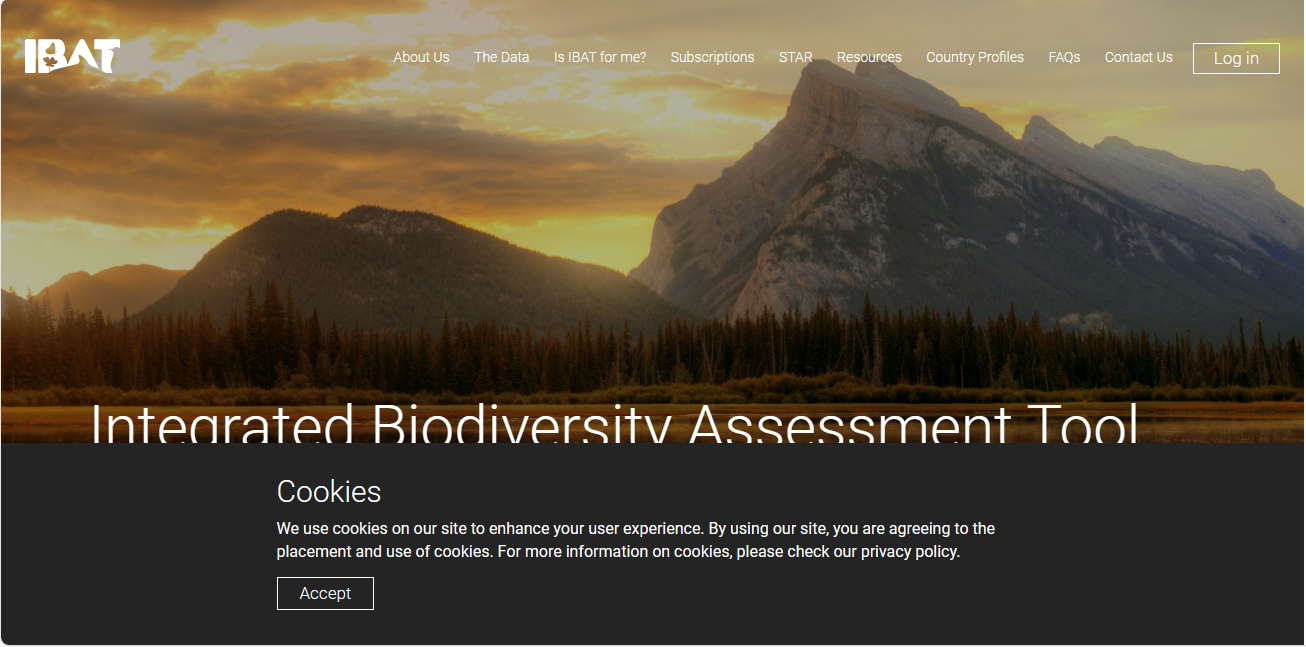 IBAT
About Us The Data Is IBAT for me? Subscriptions STAR Resources Country Profiles FAQs Contact Us Log in
Integrated Biodiversity Assessment Tool
Cookies
We use cookies on our site to enhance your user experience. By using our site, you are agreeing to the
placement and use of cookies. For more information on cookies, please check our privacy policy.
Accept